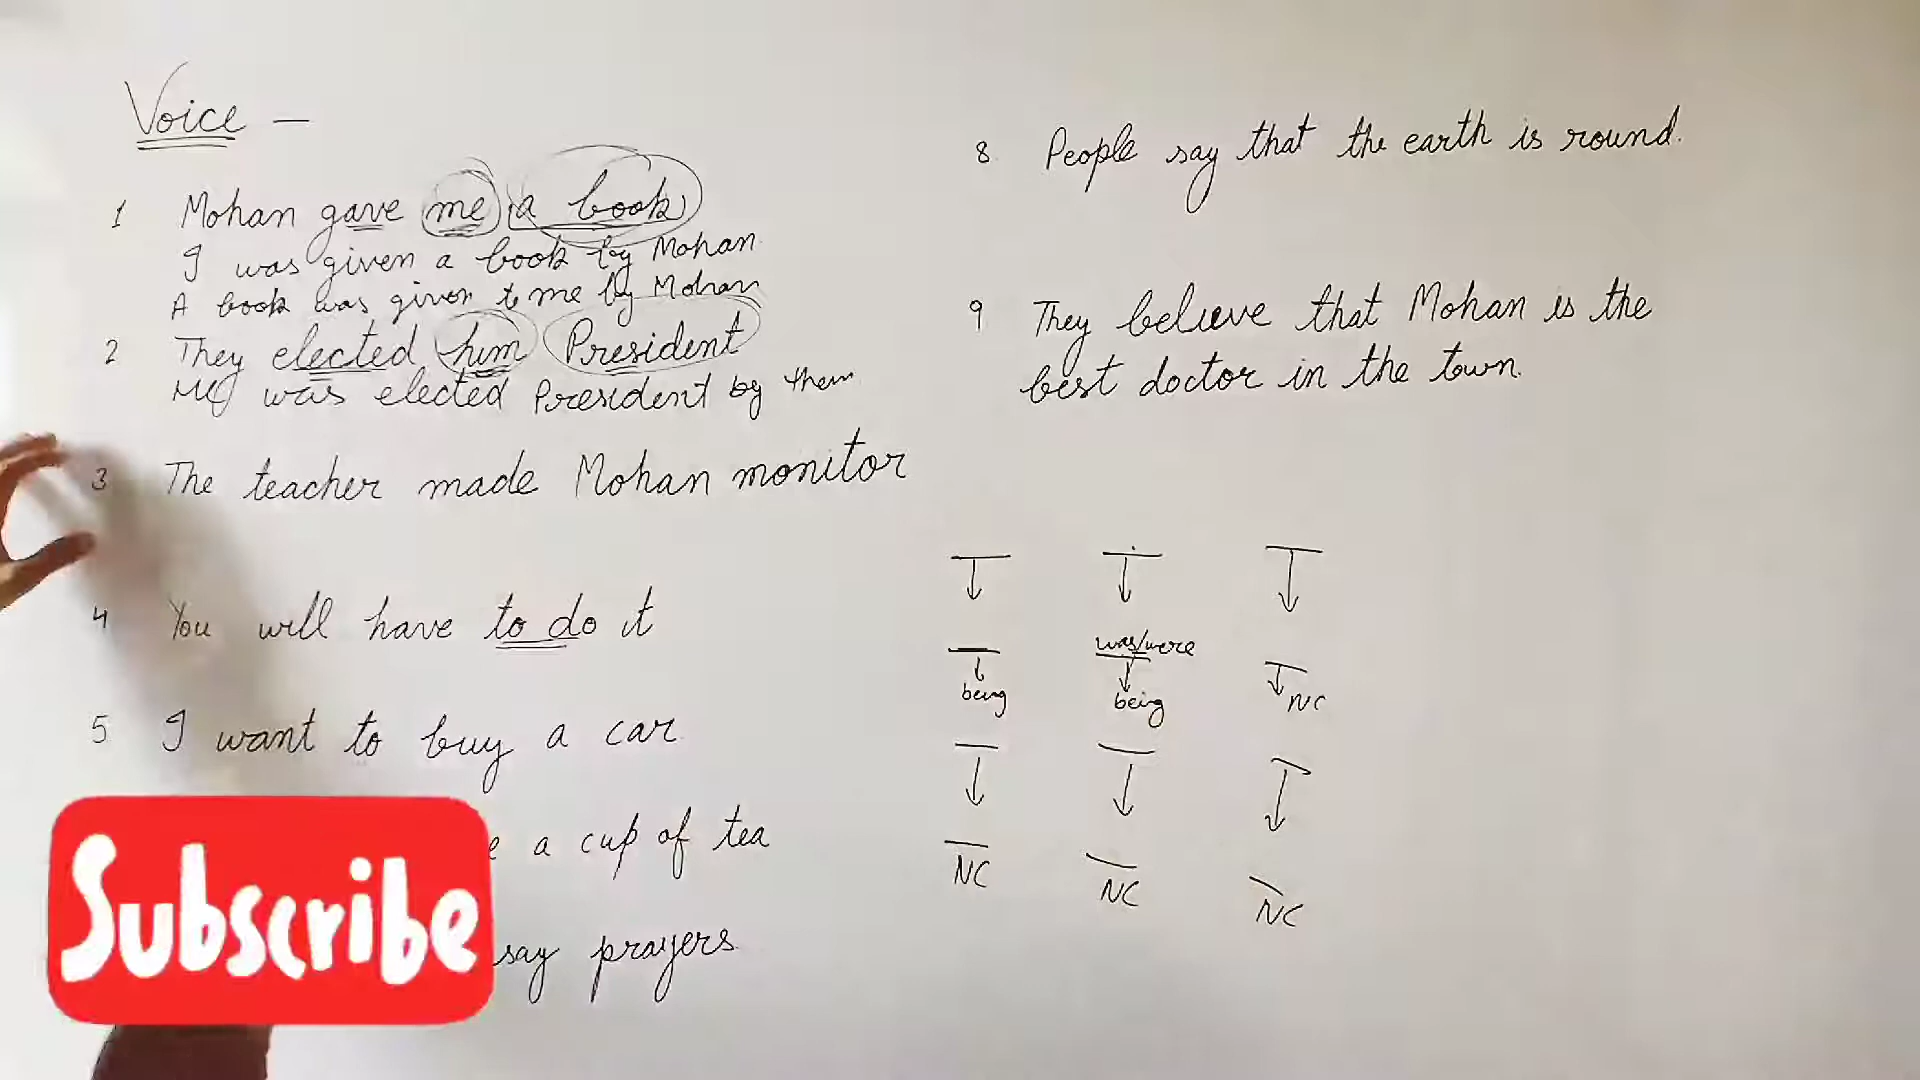 Voice -
1 Mohan gave me a book
I was given a book by Mohan
A book was given to me by Mohan
2 They elected him President
was elected President by them
3 The teacher made Mohan monitor
4 You will have to do it
5 I want to buy a car
e a cup of tea
say prayers
Subscribe
8 People say that the earth is round.
9 They believe that Mohan is the
best doctor in the town.
was/were
being being NC
NC NC NC